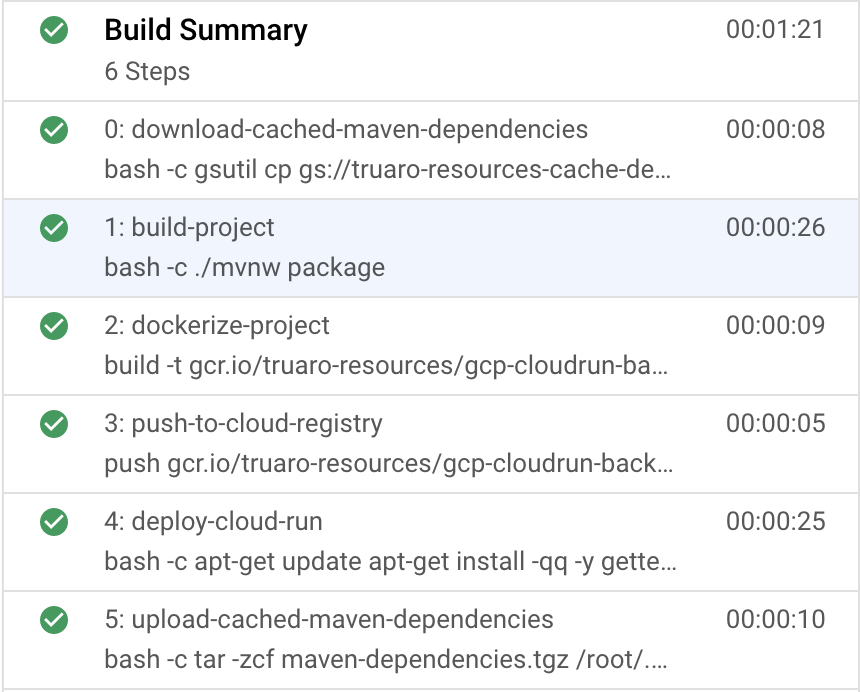 Build Summary 00:01:21
6 Steps
0: download-cached-maven-dependencies 00:00:08
bash -c gsutil cp gs://truaro-resources-cache-de...
1: build-project 00:00:26
bash -c ./mvnw package
2: dockerize-project 00:00:09
build -t gcr.io/truaro-resources/gcp-cloudrun-ba...
3: push-to-cloud-registry 00:00:05
push gcr.io/truaro-resources/gcp-cloudrun-back...
4: deploy-cloud-run 00:00:25
bash -c apt-get update apt-get install -qq -y gette...
5: upload-cached-maven-dependencies 00:00:10
bash -c tar -zcf maven-dependencies.tgz /root/....